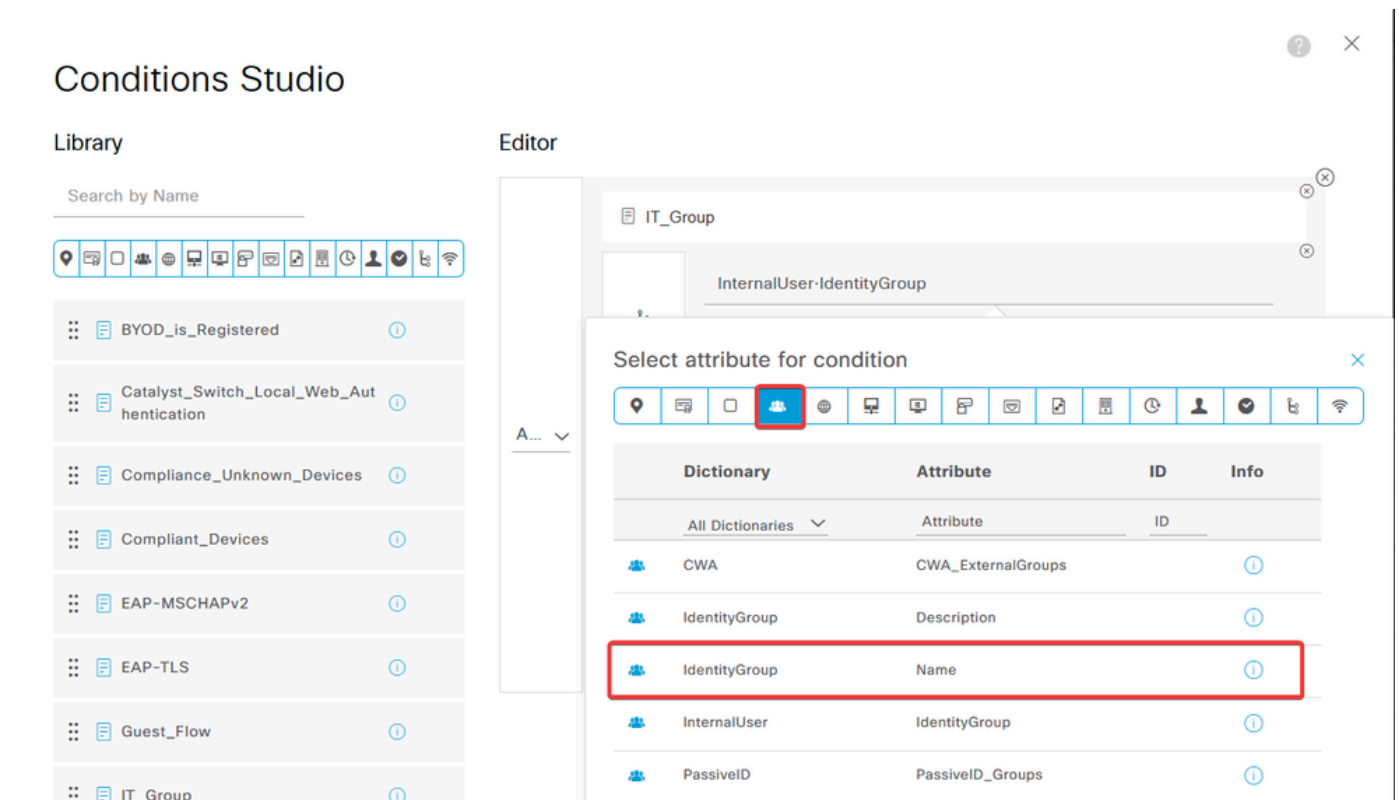 Conditions Studio
Library
Search by Name
BYOD_is_Registered
Catalyst_Switch_Local_Web_Aut
hentication
Compliance_Unknown_Devices
Compliant_Devices
EAP-MSCHAPv2
EAP-TLS
Guest_Flow
IT_Group
Editor
A...
IT_Group
InternalUser·IdentityGroup
Select attribute for condition
Dictionary Attribute ID Info
All Dictionaries Attribute ID
CWA CWA_ExternalGroups
IdentityGroup Description
IdentityGroup Name
InternalUser IdentityGroup
PassiveID PassiveID_Groups